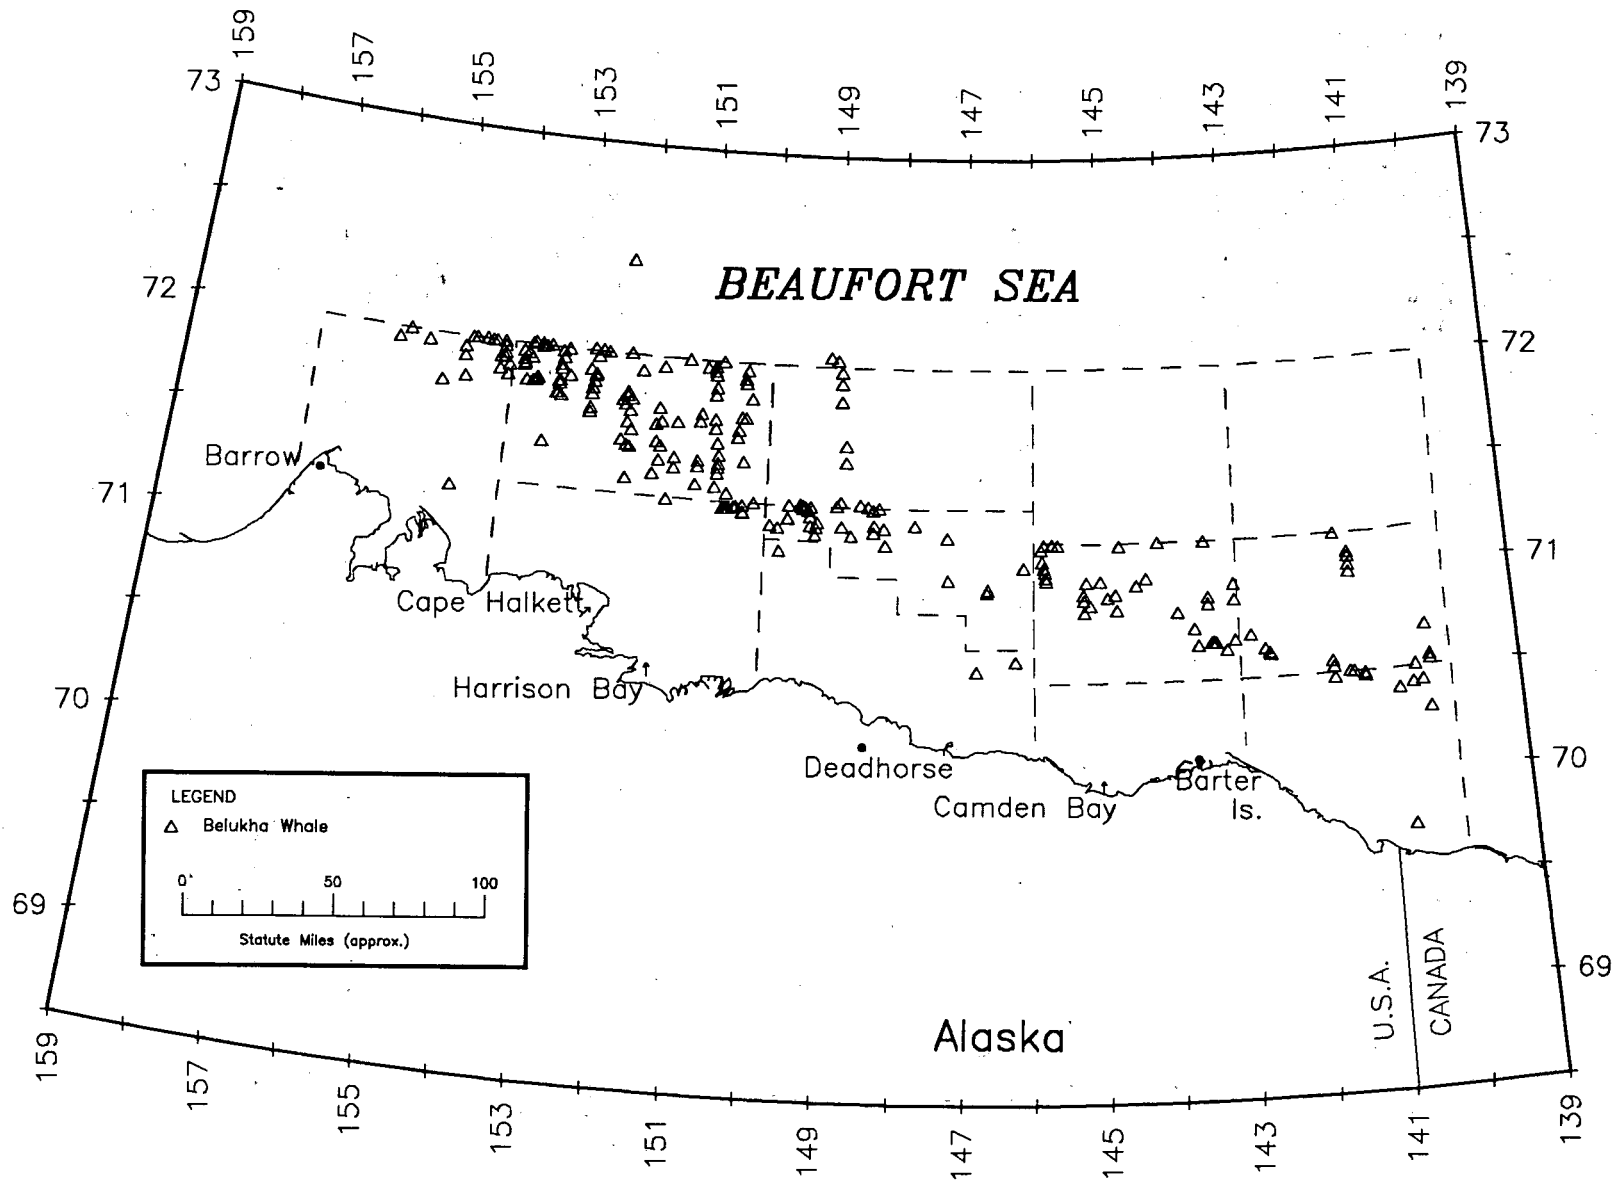 159
157
155
153
151
149
147
145
143
141
139
73
73
72
BEAUFORT SEA
72
71
Barrow
71
Cape Halkett
70
Harrison Bay
70
Deadhorse
Camden Bay
Barter
Is.
LEGEND
Belukha Whale
0
50
100
Statute Miles (approx.)
69
69
U.S.A.
CANADA
Alaska
159
157
155
153
151
149
147
145
143
141
139